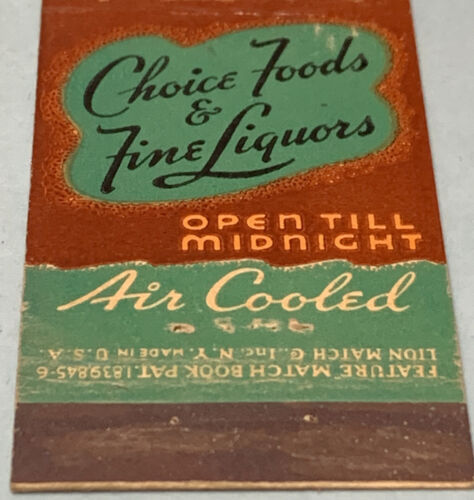 Choice Foods
&
Fine Liquors
OPEN TILL
MIDNIGHT
Air Cooled
FEATURE MATCH BOOK PAT. 1839845-6
LION MATCH C. Inc. N.Y. MADE IN U.S.A.